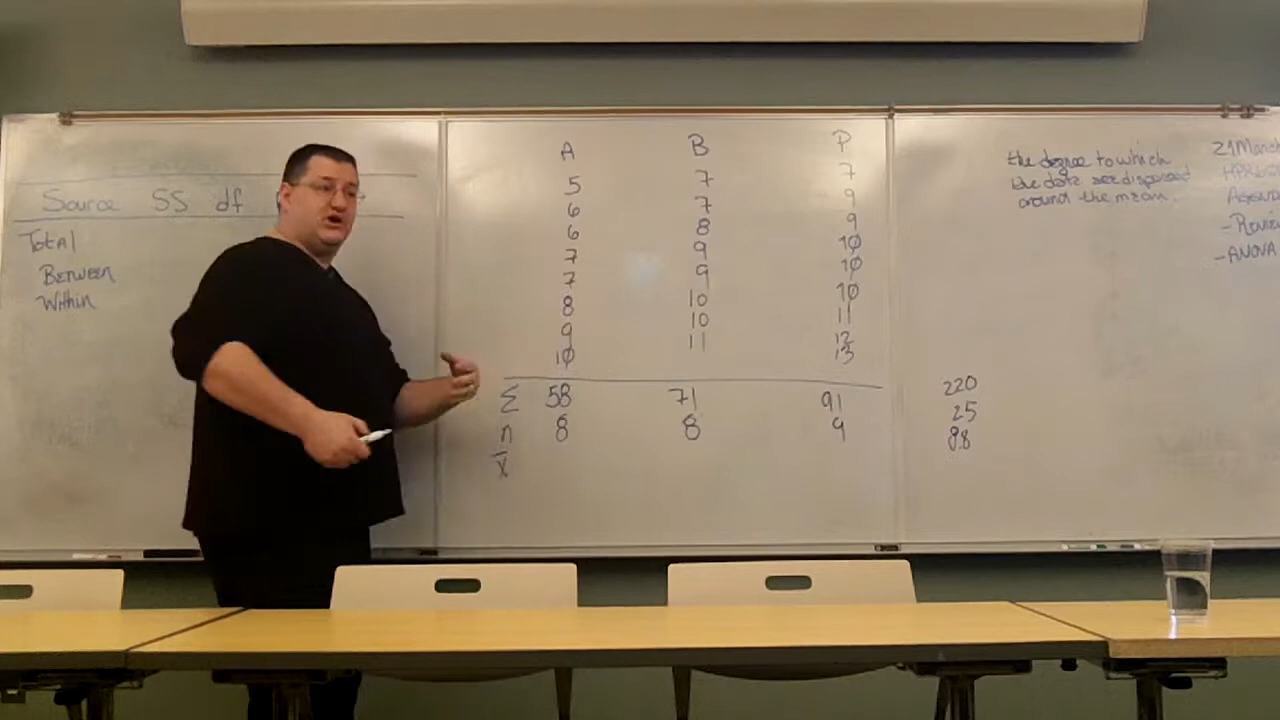 Source SS df
Total
Between
Within
A B P
5 7 7
6 7 9
6 8 9
7 9 10
7 9 10
8 10 10
9 10 11
10 11 12
13
Σ 58 71 91 220
n 8 8 9 25
x̄ 8.8
the degree to which
the data are dispersed
around the mean.
21 March
- Review
- ANOVA